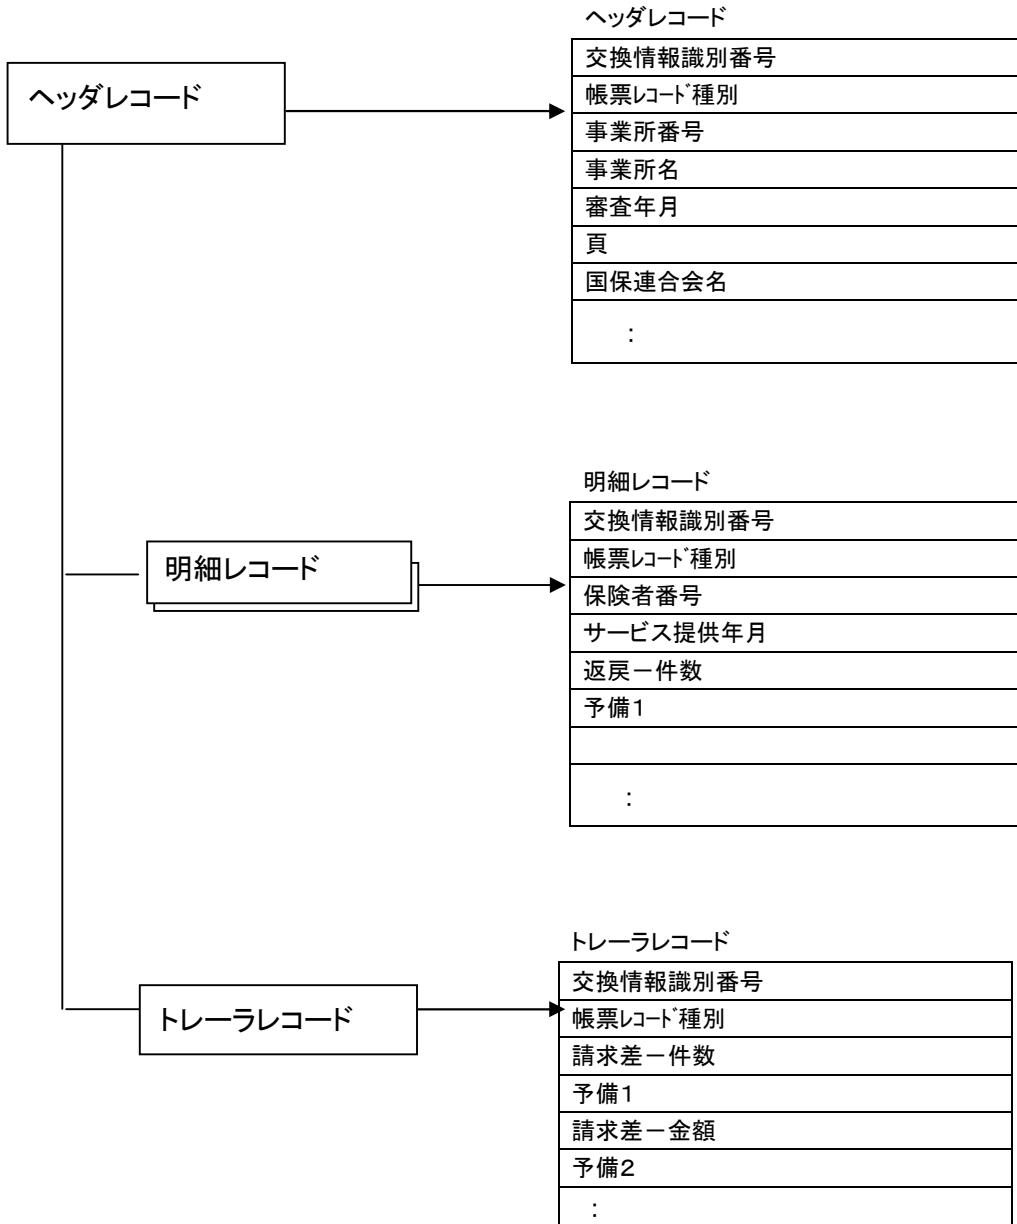 ヘッダレコード
ヘッダレコード
交換情報識別番号
帳票ﾚｺｰﾄﾞ種別
事業所番号
事業所名
審査年月
頁
国保連合会名
：
明細レコード
明細レコード
交換情報識別番号
帳票ﾚｺｰﾄﾞ種別
保険者番号
サービス提供年月
返戻－件数
予備１
：
トレーラレコード
トレーラレコード
交換情報識別番号
帳票ﾚｺｰﾄﾞ種別
請求差－件数
予備１
請求差－金額
予備２
：